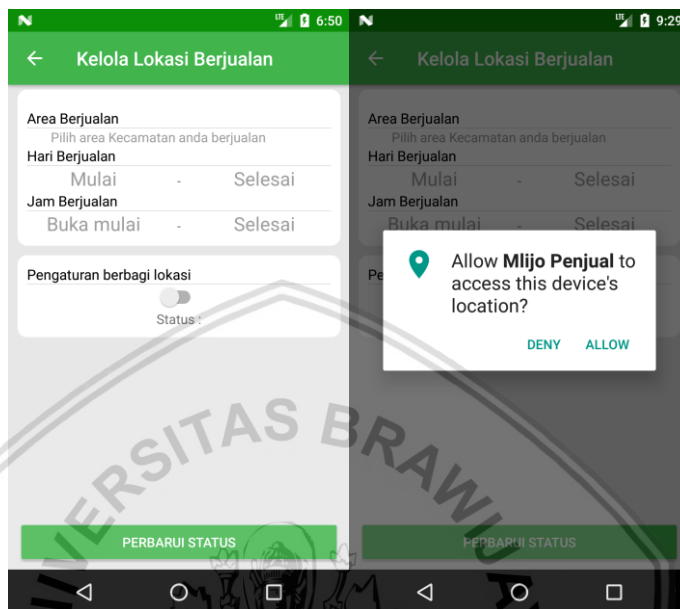 6:50
Kelola Lokasi Berjualan
Area Berjualan
Pilih area Kecamatan anda berjualan
Hari Berjualan
Mulai - Selesai
Jam Berjualan
Buka mulai - Selesai
Pengaturan berbagi lokasi
Status :
PERBARUI STATUS
9:29
Kelola Lokasi Berjualan
Area Berjualan
Pilih area Kecamatan anda berjualan
Hari Berjualan
Mulai - Selesai
Jam Berjualan
Buka mulai - Selesai
Pe
Allow Mlijo Penjual to
access this device's
location?
DENY ALLOW
PERBARUI STATUS
UNIVERSITAS BRAWIJAYA